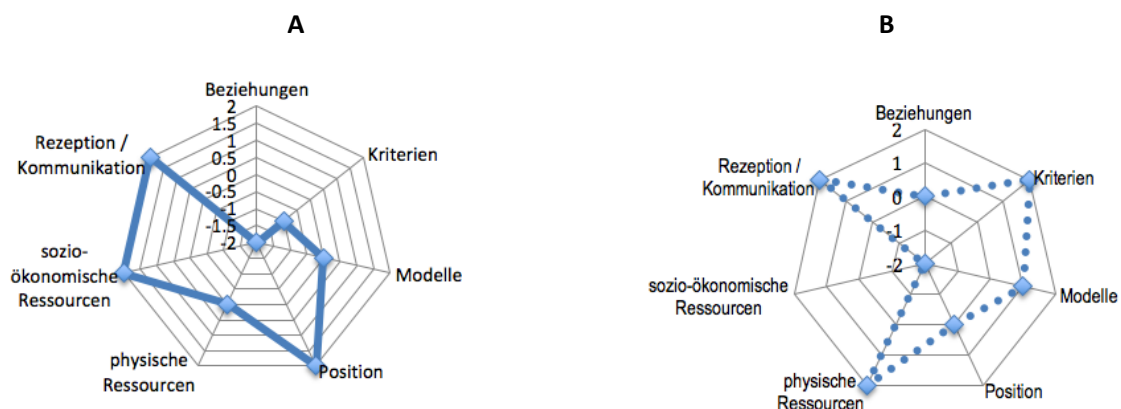 A
Beziehungen
2
1.5
1
0.5
0
-0.5
-1
-1.5
-2
Rezeption /
Kommunikation
Kriterien
sozio-
ökonomische
Ressourcen
Modelle
physische
Ressourcen
Position
B
Beziehungen
2
1
0
-1
-2
Rezeption /
Kommunikation
Kriterien
sozio-ökonomische
Ressourcen
Modelle
physische
Ressourcen
Position